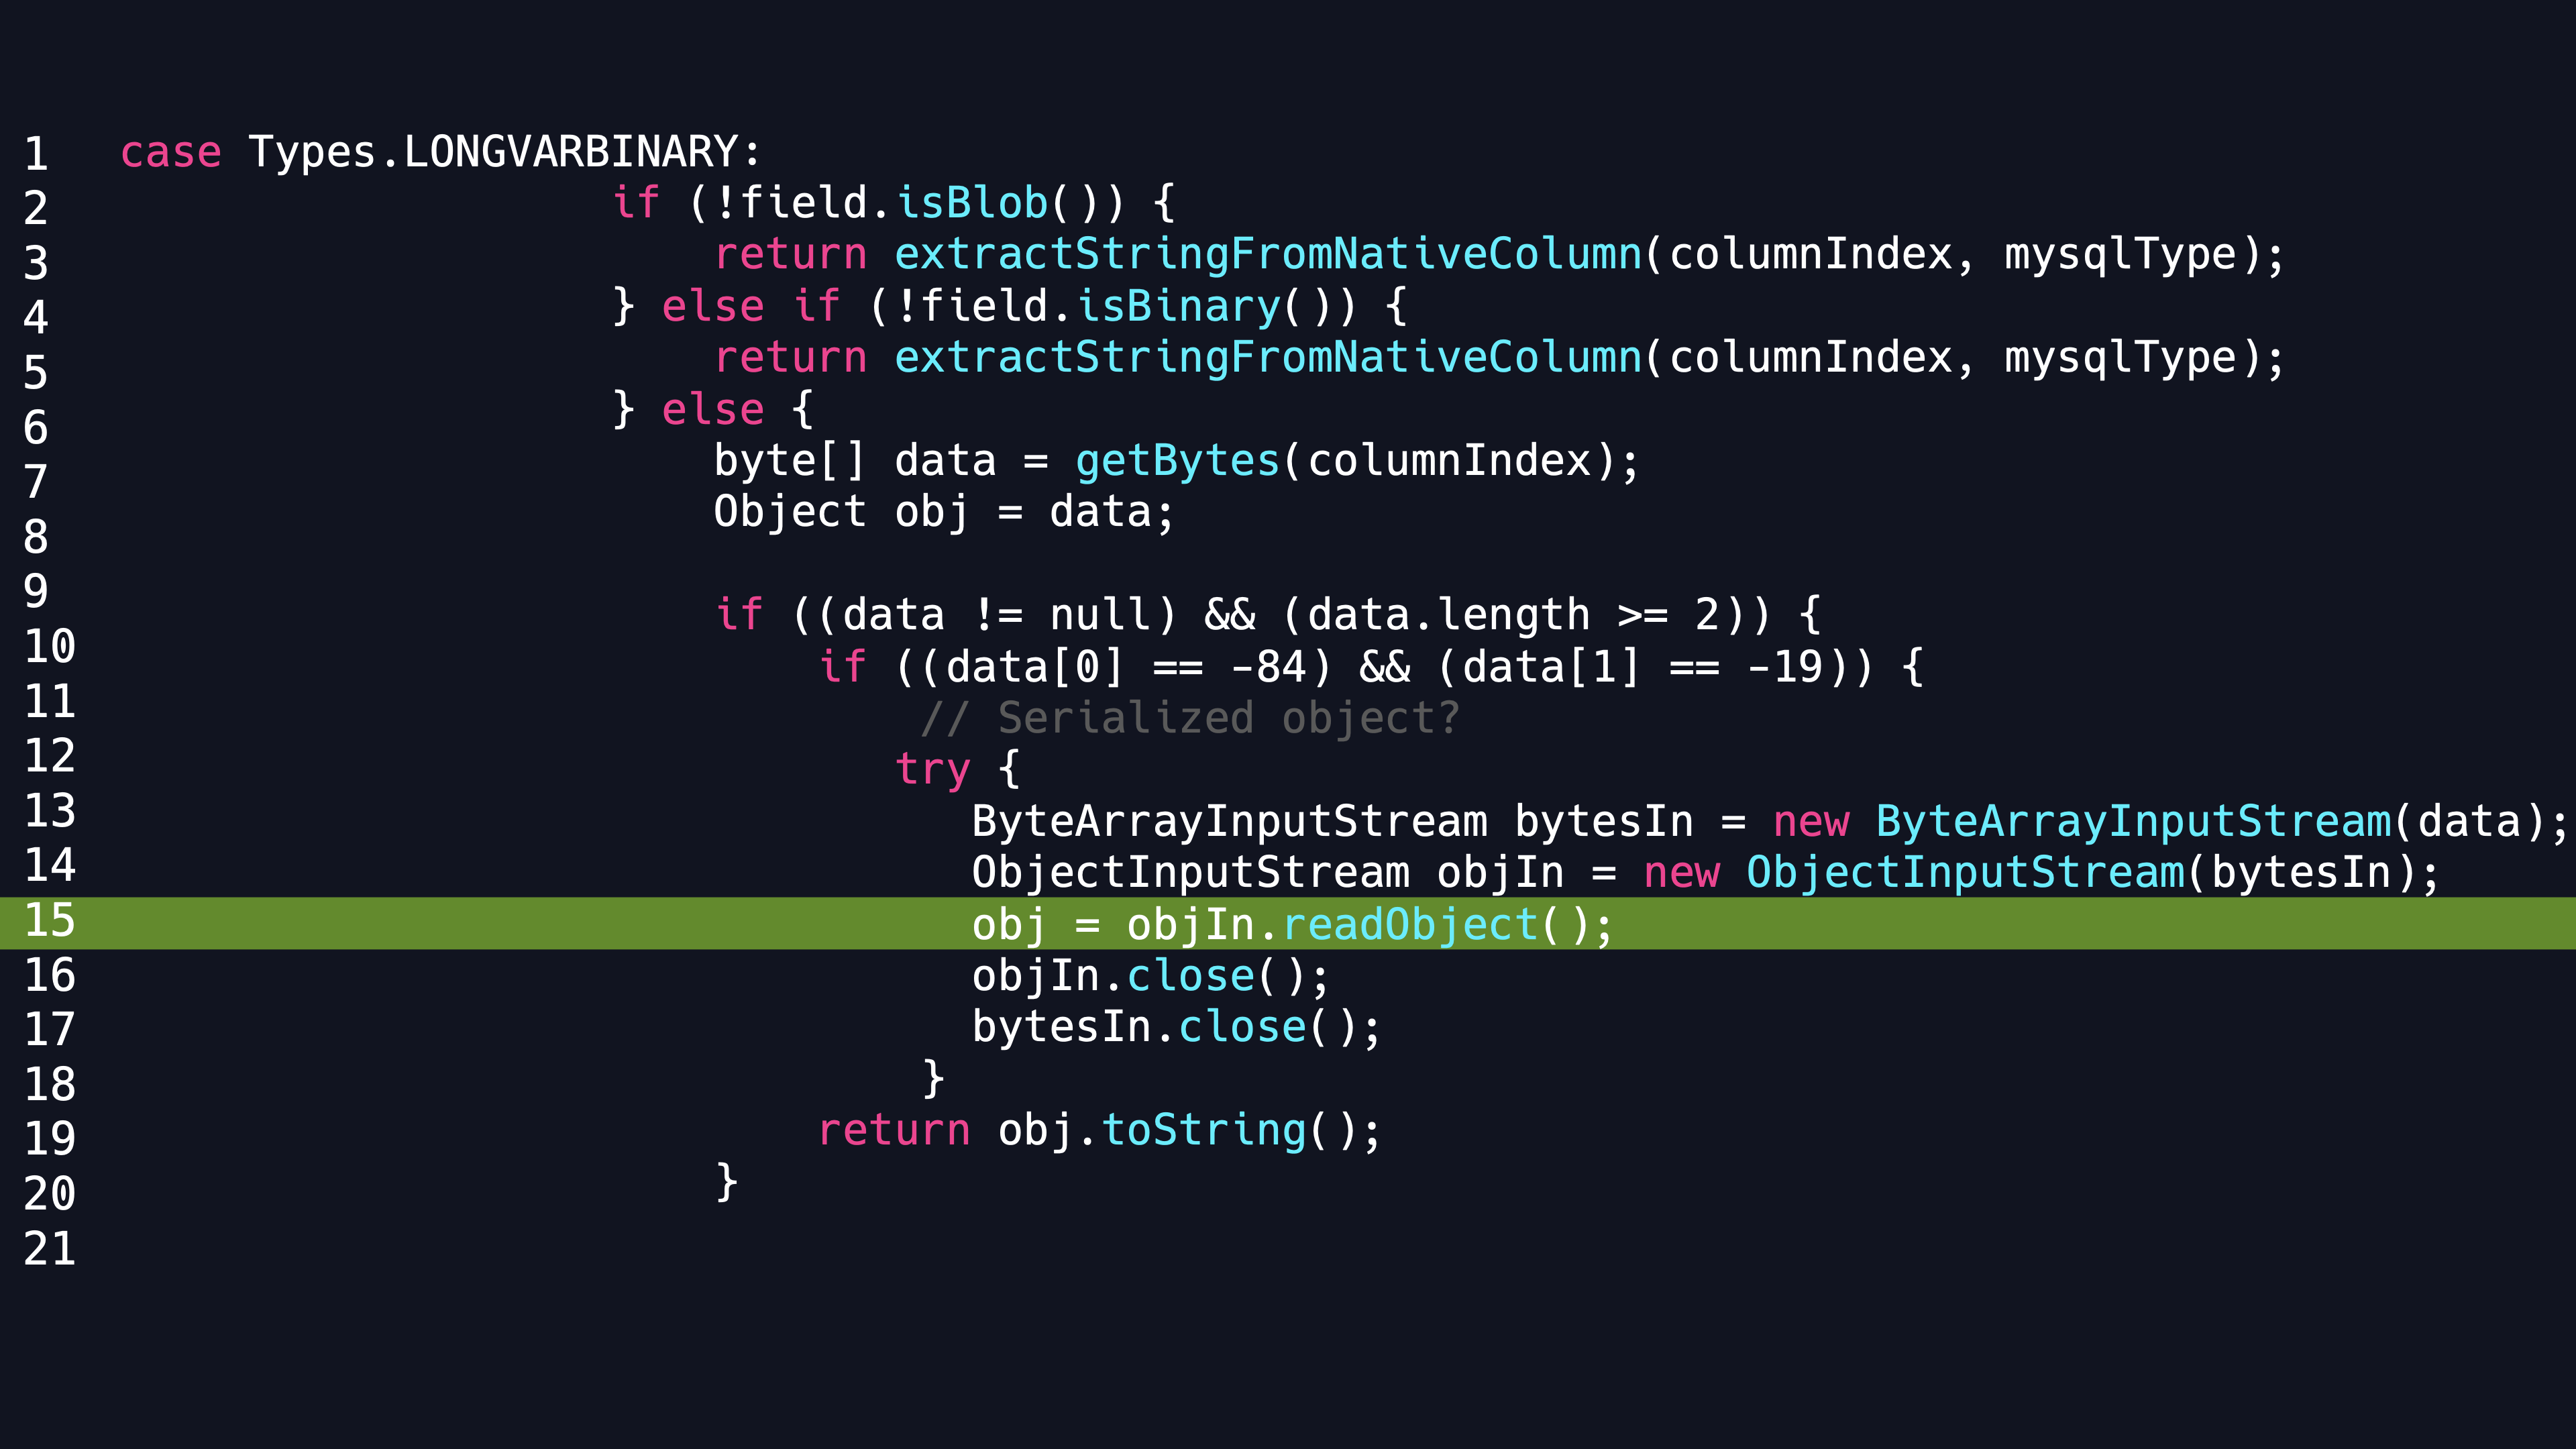 1 case Types.LONGVARBINARY:
2 if (!field.isBlob()) {
3 return extractStringFromNativeColumn(columnIndex, mysqlType);
4 } else if (!field.isBinary()) {
5 return extractStringFromNativeColumn(columnIndex, mysqlType);
6 } else {
7 byte[] data = getBytes(columnIndex);
8 Object obj = data;
9
if ((data != null) && (data.length >= 2)) {
10 if ((data[0] == -84) && (data[1] == -19)) {
11 // Serialized object?
12 try {
13 ByteArrayInputStream bytesIn = new ByteArrayInputStream(data);
14 ObjectInputStream objIn = new ObjectInputStream(bytesIn);
15 obj = objIn.readObject();
16 objIn.close();
17 bytesIn.close();
18 }
19 return obj.toString();
20 }
21